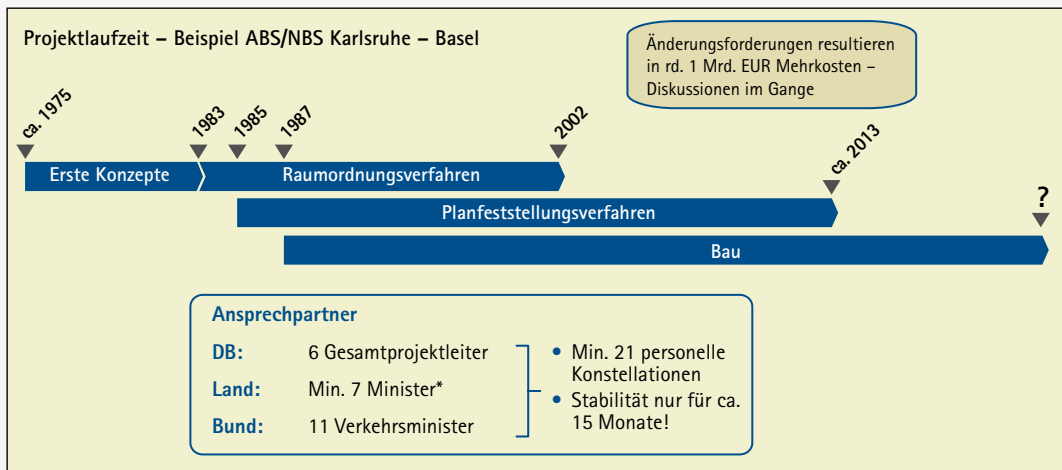 Projektlaufzeit – Beispiel ABS/NBS Karlsruhe – Basel
Änderungsforderungen resultieren
in rd. 1 Mrd. EUR Mehrkosten –
Diskussionen im Gange
ca. 1975
1983
1985
1987
2002
ca. 2013
?
Erste Konzepte
Raumordnungsverfahren
Planfeststellungsverfahren
Bau
Ansprechpartner
DB: 6 Gesamtprojektleiter
Land: Min. 7 Minister*
Bund: 11 Verkehrsminister
• Min. 21 personelle
Konstellationen
• Stabilität nur für ca.
15 Monate!